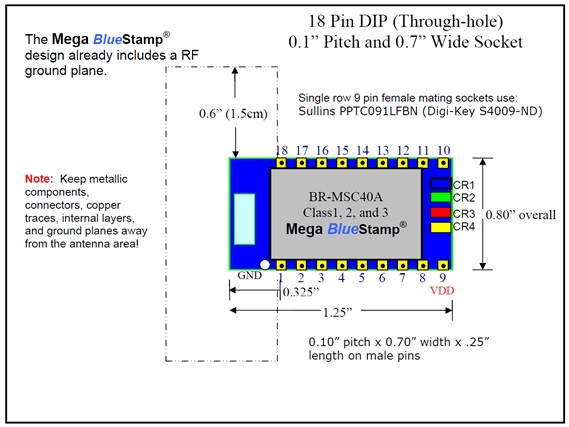 The Mega BlueStamp®
design already includes a RF
ground plane.
18 Pin DIP (Through-hole)
0.1” Pitch and 0.7” Wide Socket
0.6” (1.5cm)
Single row 9 pin female mating sockets use:
Sullins PPTC091LFBN (Digi-Key S4009-ND)
18 17 16 15 14 13 12 11 10
Note: Keep metallic
components,
connectors, copper
traces, internal layers,
and ground planes away
from the antenna area!
BR-MSC40A
Class1, 2, and 3
Mega BlueStamp®
CR1
CR2
CR3
CR4
0.80” overall
GND
1 2 3 4 5 6 7 8 9
VDD
0.325”
1.25”
0.10” pitch x 0.70” width x .25”
length on male pins